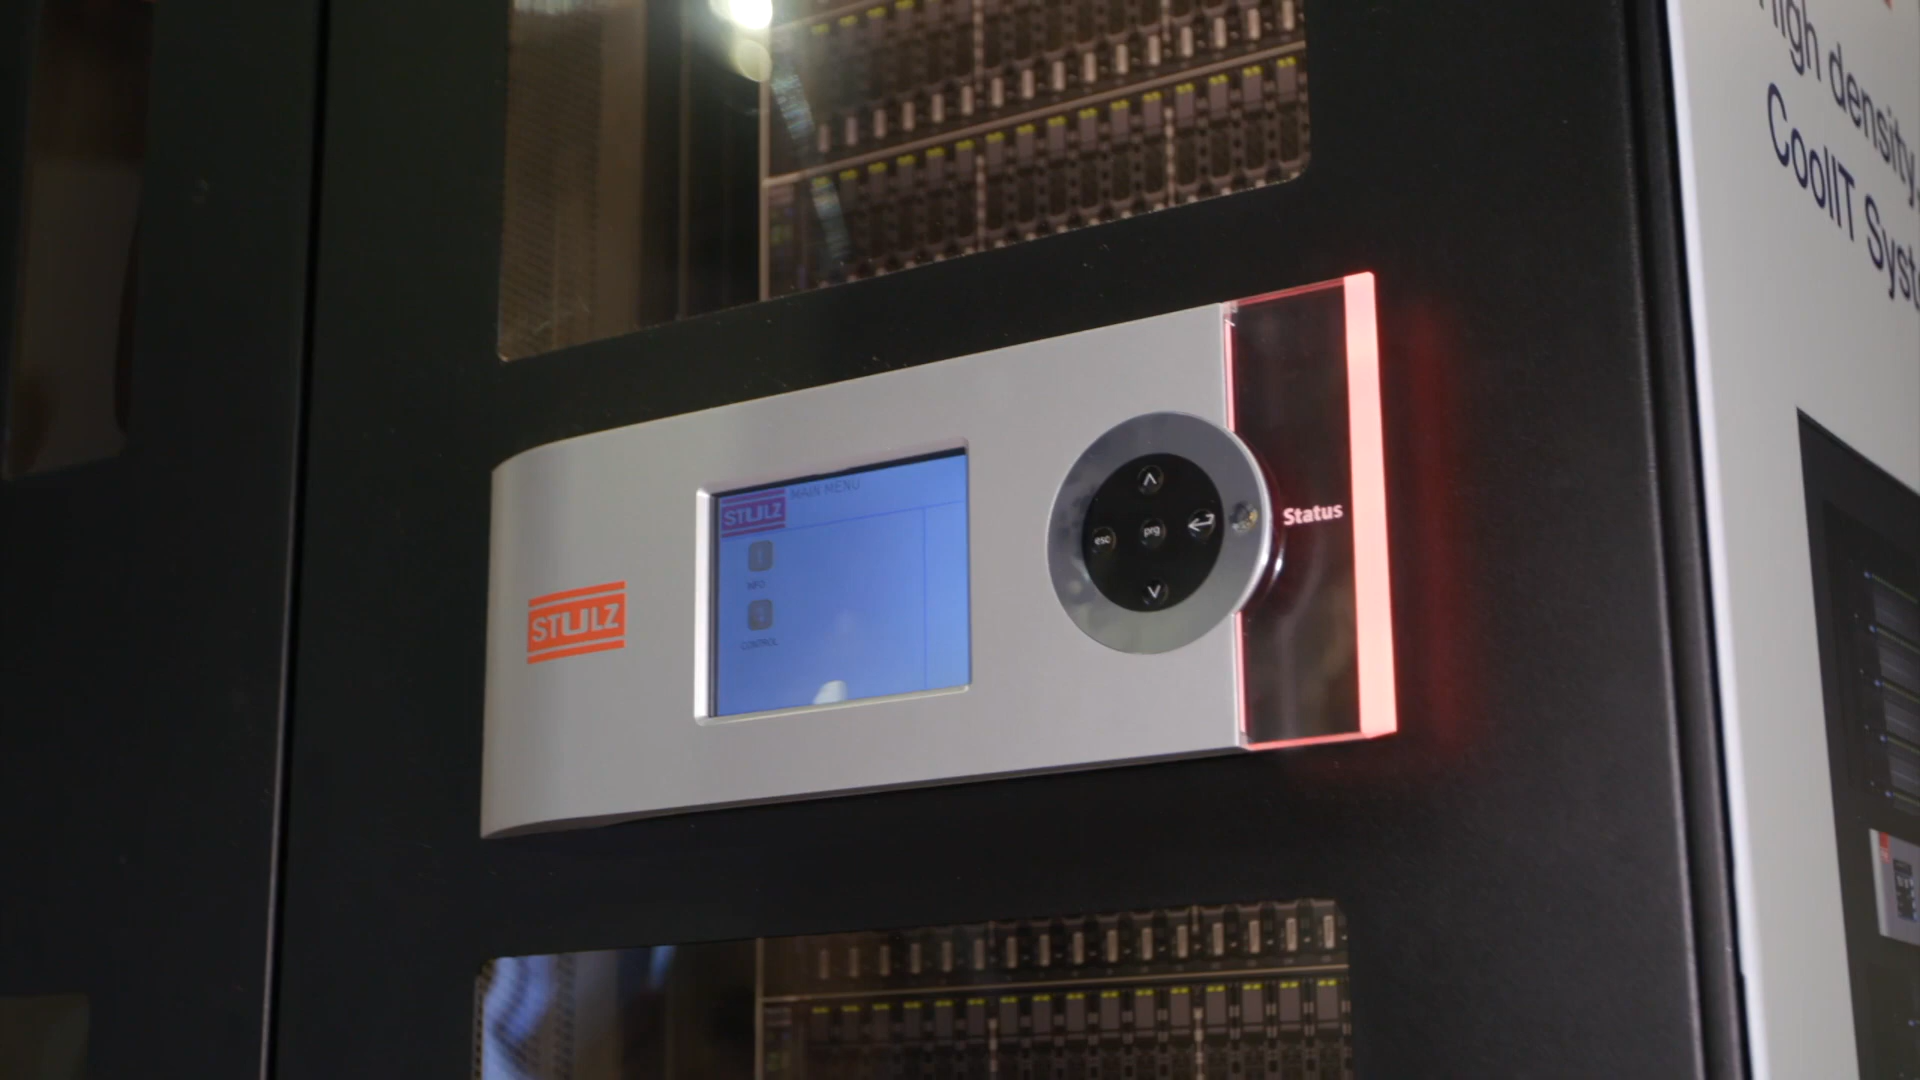 High density,
CoolIT Syst
STULZ
MAIN MENU
INFO
CONTROL
STULZ
esc
prg
Status